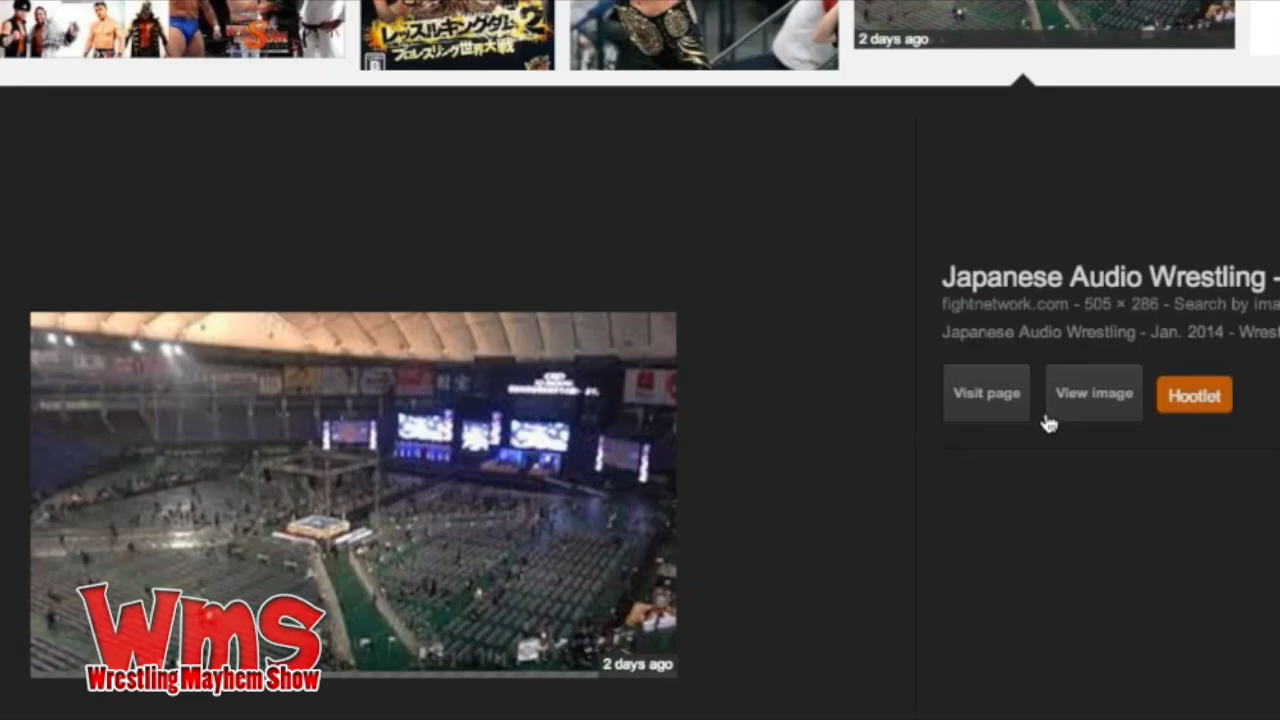 レッスルキングダム2
プロレスリング世界大戦
2 days ago
Japanese Audio Wrestling -
fightnetwork.com - 505 × 286 - Search by ima
Japanese Audio Wrestling - Jan. 2014 - Wrest
Visit page
View image
Hootlet
2 days ago
WMS
Wrestling Mayhem Show